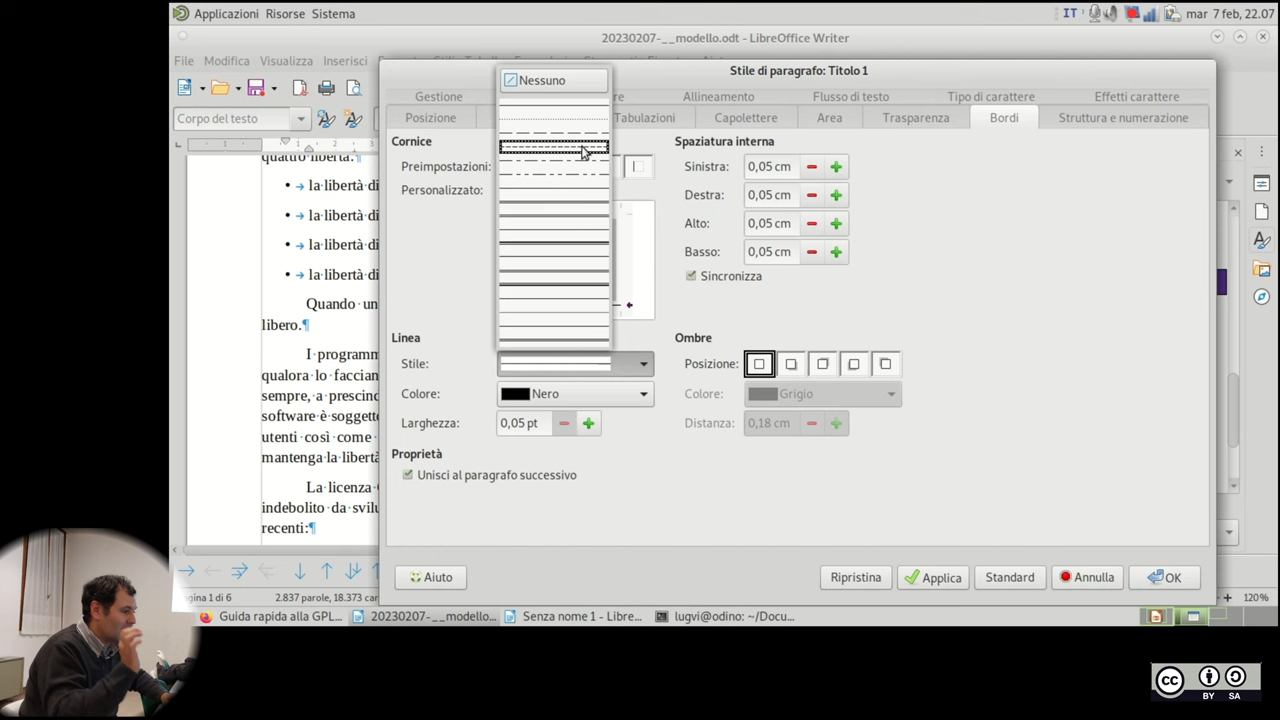 Applicazioni Risorse Sistema
IT
mar 7 feb, 22.07
20230207-__modello.odt - LibreOffice Writer
File Modifica Visualizza Inserisci
Stile di paragrafo: Titolo 1
Nessuno
Gestione
Allineamento
Flusso di testo
Tipo di carattere
Effetti carattere
Corpo del testo
Posizione
Tabulazioni
Capolettere
Area
Trasparenza
Bordi
Struttura e numerazione
Cornice
Spaziatura interna
Preimpostazioni:
Sinistra: 0,05 cm
Personalizzato:
Destra: 0,05 cm
Alto: 0,05 cm
Basso: 0,05 cm
Sincronizza
quattro·libertà:¶
la·libertà·di
la·libertà·di
la·libertà·di
la·libertà·di
Quando·un
libero.¶
I·programm
qualora·lo·faccian
sempre,·a·prescind
software·è·soggett
utenti·così·come·
mantenga·la·libertà
La·licenza·
indebolito·da·svilu
recenti:¶
Linea
Ombre
Stile:
Posizione:
Colore: Nero
Colore: Grigio
Larghezza: 0,05 pt
Distanza: 0,18 cm
Proprietà
Unisci al paragrafo successivo
Aiuto
Ripristina
Applica
Standard
Annulla
OK
agina 1 di 6
2.837 parole, 18.373 car
120%
Guida rapida alla GPL...
20230207-__modello...
Senza nome 1 - Libre...
lugvi@odino: ~/Docu...
cc
BY SA